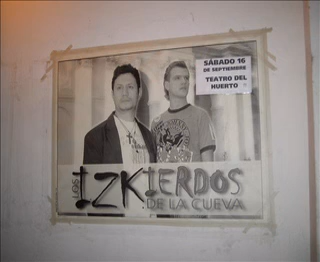 SÁBADO 16
DE SEPTIEMBRE
TEATRO DEL
HUERTO
LOS
IZKIERDOS
DE LA CUEVA